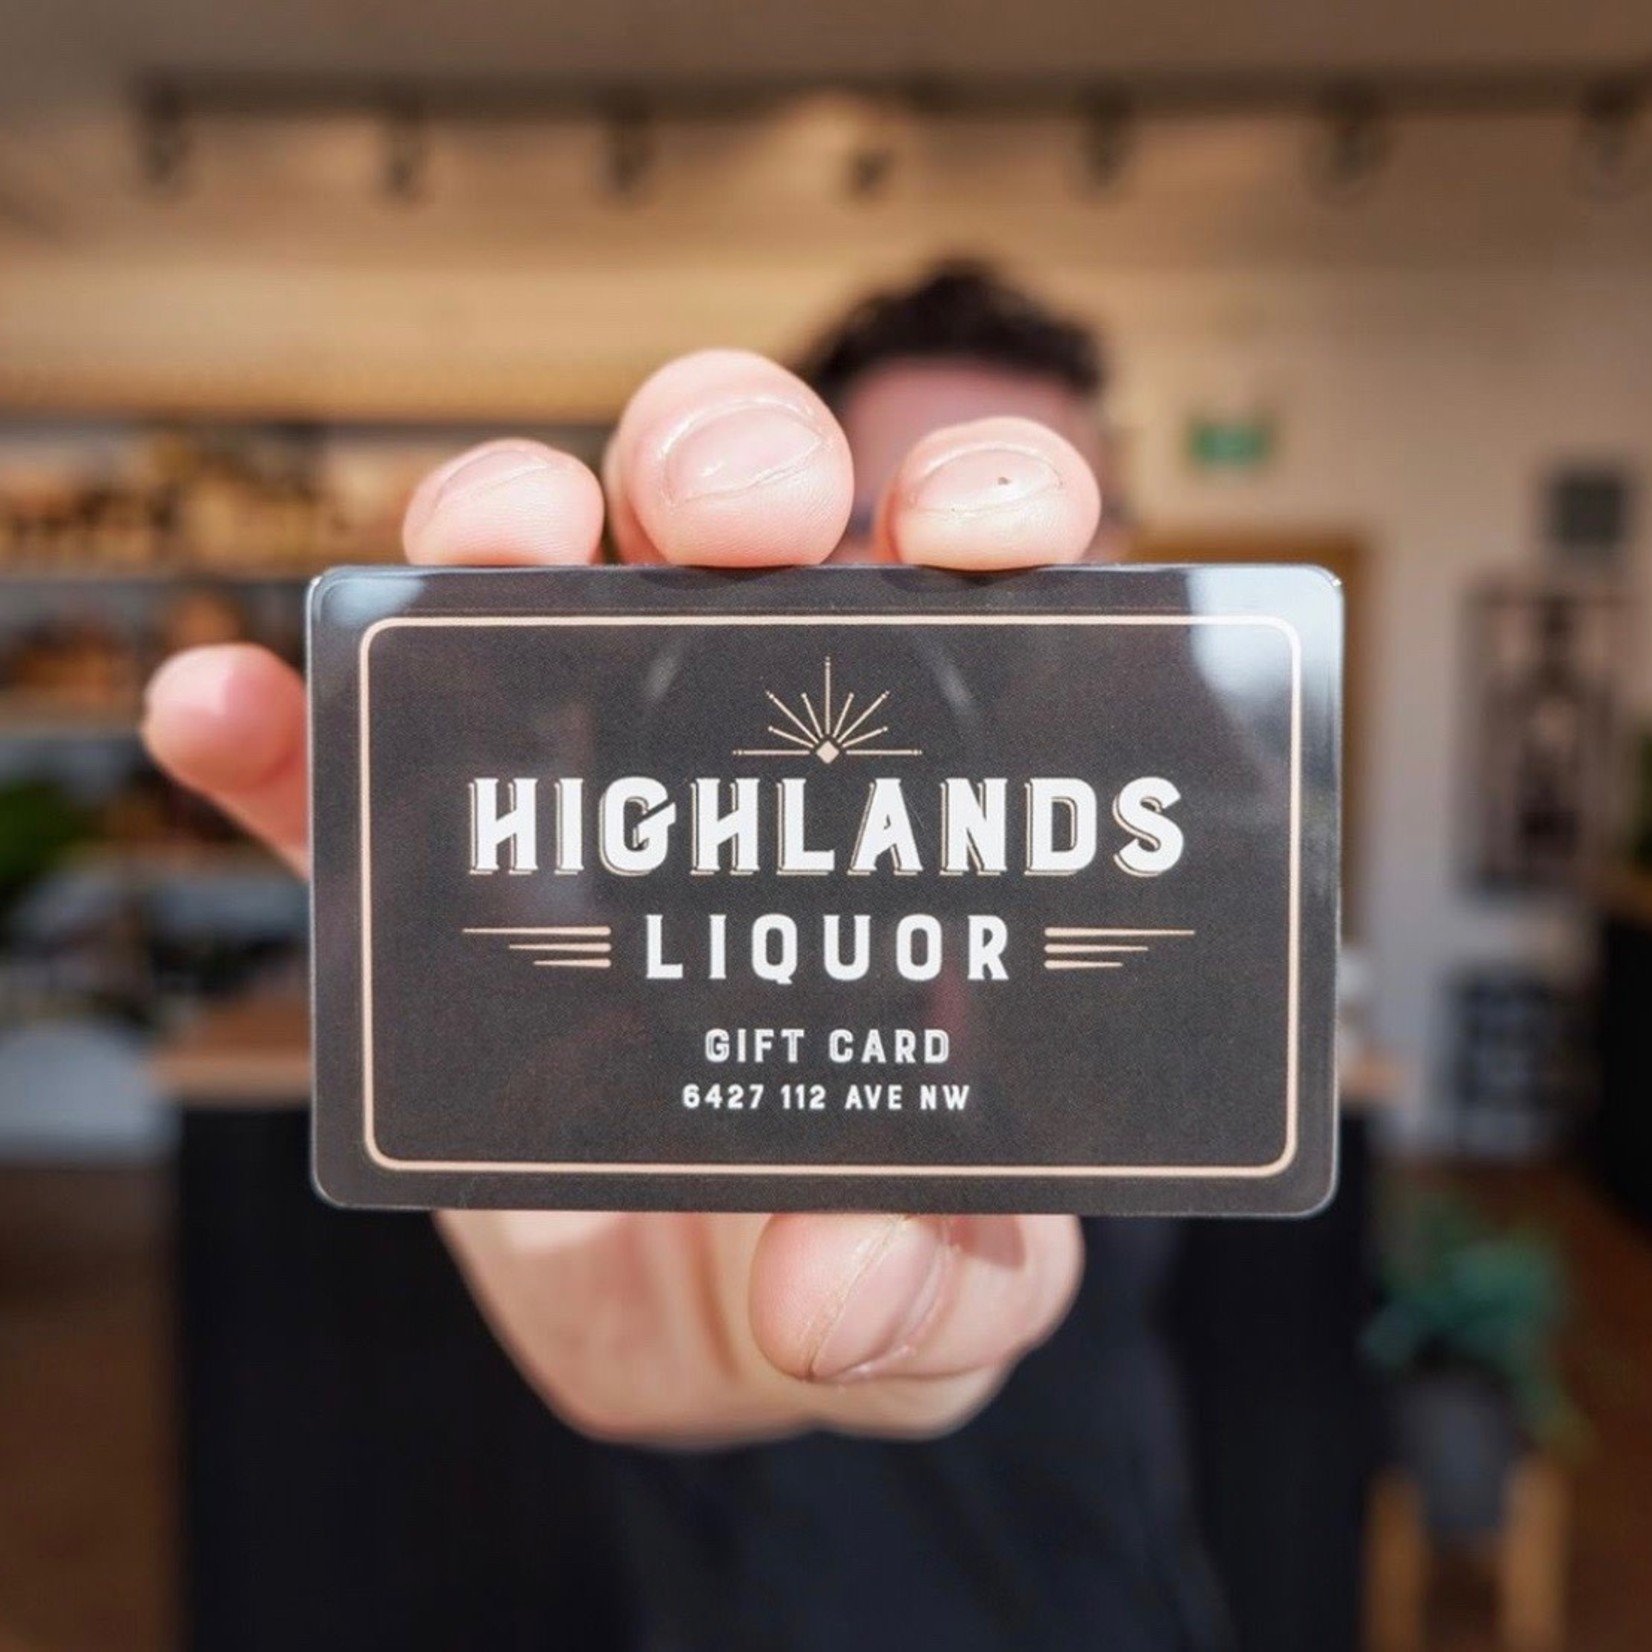 HIGHLANDS
LIQUOR
GIFT CARD
6427 112 AVE NW